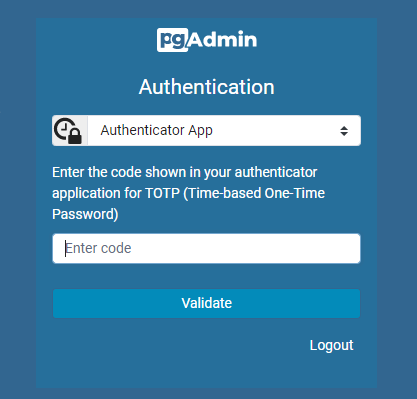 pgAdmin
Authentication
Authenticator App
Enter the code shown in your authenticator
application for TOTP (Time-based One-Time
Password)
Enter code
Validate
Logout